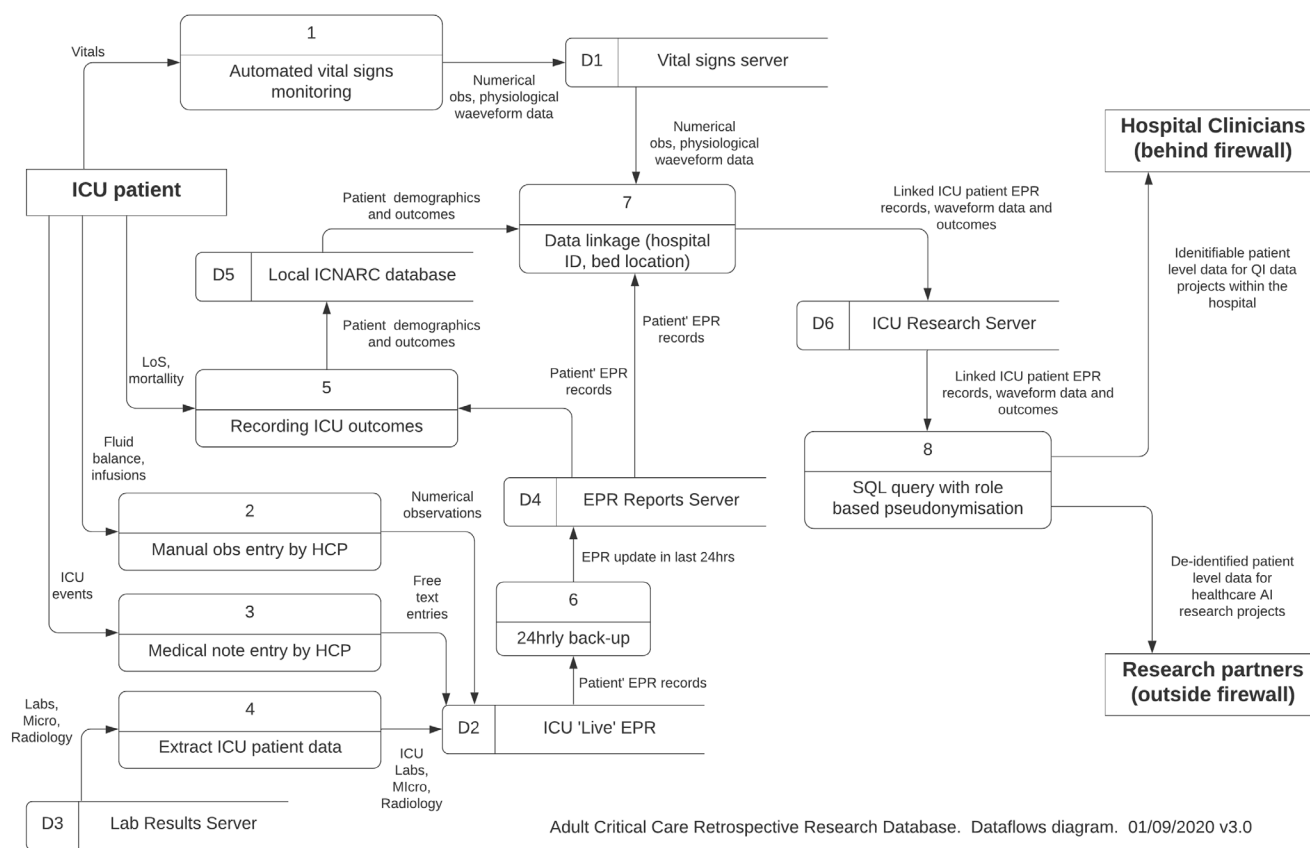 1
Automated vital signs
monitoring
Vitals
D1
Vital signs server
Numerical
obs, physiological
waeveform data
Numerical
obs, physiological
waeveform data
Hospital Clinicians
(behind firewall)
ICU patient
Patient  demographics
and outcomes
7
Data linkage (hospital
ID, bed location)
Linked ICU patient EPR
records, waveform data and
outcomes
D5
Local ICNARC database
Idenitifiable patient
level data for QI data
projects within the
hospital
D6
ICU Research Server
Patient  demographics
and outcomes
Patient' EPR
records
LoS,
mortallity
5
Recording ICU outcomes
Patient' EPR
records
Linked ICU patient EPR
records, waveform data and
outcomes
8
SQL query with role
based pseudonymisation
Fluid
balance,
infusions
2
Manual obs entry by HCP
Numerical
observations
D4
EPR Reports Server
EPR update in last 24hrs
De-identified patient
level data for
healthcare AI
research projects
ICU
events
3
Medical note entry by HCP
Free
text
entries
6
24hrly back-up
Patient' EPR records
Research partners
(outside firewall)
Labs,
Micro,
Radiology
4
Extract ICU patient data
D2
ICU 'Live' EPR
ICU
Labs,
MIcro,
Radiology
D3
Lab Results Server
Adult Critical Care Retrospective Research Database.  Dataflows diagram.  01/09/2020 v3.0